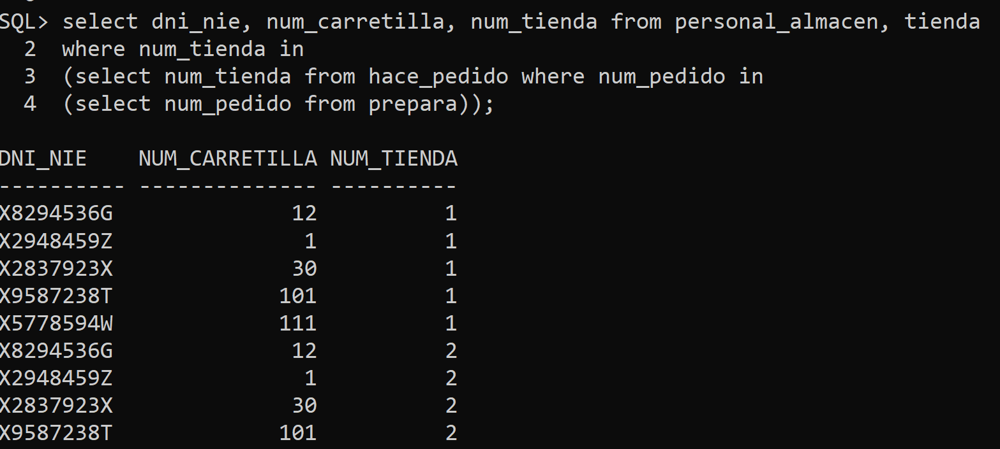 SQL> select dni_nie, num_carretilla, num_tienda from personal_almacen, tienda
2 where num_tienda in
3 (select num_tienda from hace_pedido where num_pedido in
4 (select num_pedido from prepara));
DNI_NIE NUM_CARRETILLA NUM_TIENDA
---------- -------------- ----------
X8294536G 12 1
X2948459Z 1 1
X2837923X 30 1
X9587238T 101 1
X5778594W 111 1
X8294536G 12 2
X2948459Z 1 2
X2837923X 30 2
X9587238T 101 2